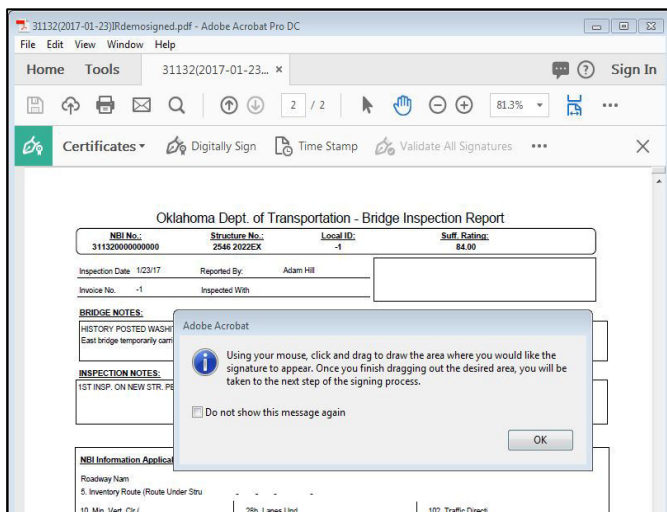 31132(2017-01-23)IRdemosigned.pdf - Adobe Acrobat Pro DC
File Edit View Window Help
Home Tools 31132(2017-01-23... × Sign In
2 / 2 81.3%
Certificates Digitally Sign Time Stamp Validate All Signatures
Oklahoma Dept. of Transportation - Bridge Inspection Report
NBI No.: Structure No.: Local ID: Suff. Rating:
311320000000000 2546 2022EX -1 84.00
Inspection Date 1/23/17 Reported By: Adam Hill
Invoice No. -1 Inspected With
BRIDGE NOTES:
HISTORY POSTED WASHI
East bridge temporarily carri
INSPECTION NOTES:
1ST INSP. ON NEW STR. PE
Adobe Acrobat
Using your mouse, click and drag to draw the area where you would like the
signature to appear. Once you finish dragging out the desired area, you will be
taken to the next step of the signing process.
Do not show this message again
OK
NBI Information Applica
Roadway Nam
5. Inventory Route (Route Under Stru - - - - -
10. Min. Vert. Clr./ 28b. Lanes Und 102. Traffic Directi